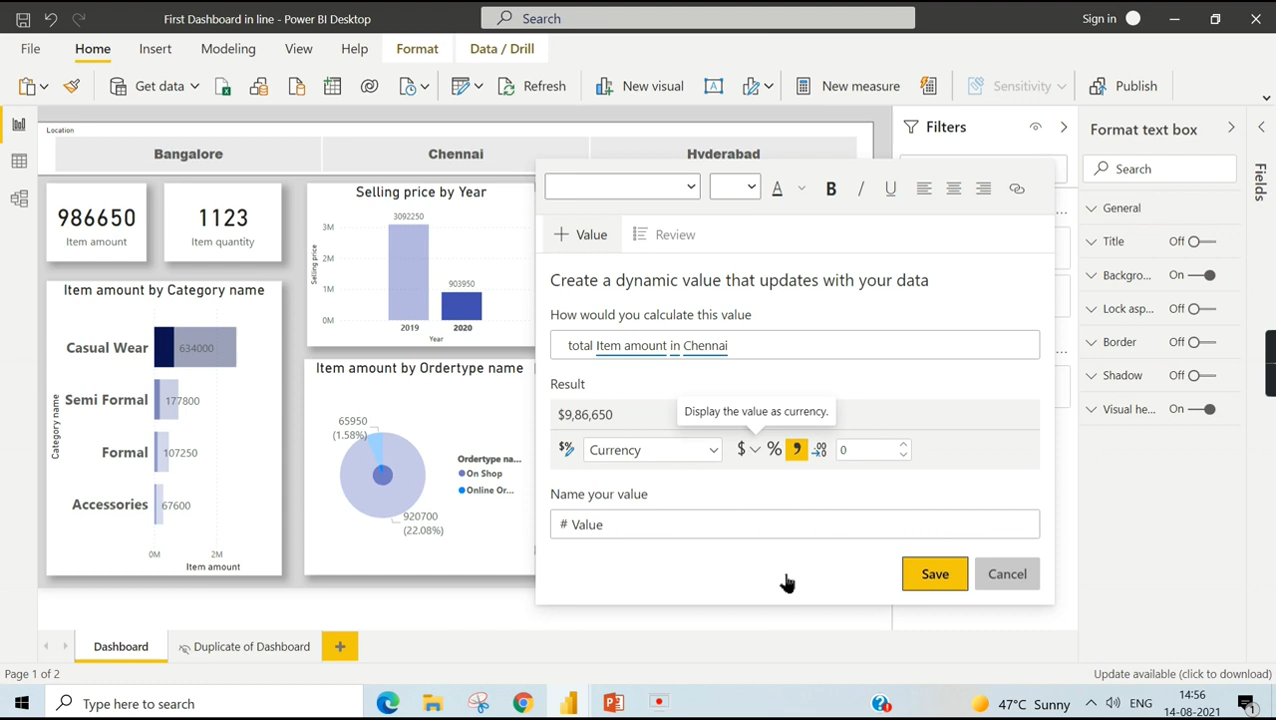 First Dashboard in line - Power BI Desktop
Search
Sign in
File
Home
Insert
Modeling
View
Help
Format
Data / Drill
Get data
Refresh
New visual
New measure
Sensitivity
Publish
Location
Bangalore
Chennai
Hyderabad
986650
Item amount
1123
Item quantity
Selling price by Year
3092250
903950
3M
2M
1M
0M
Selling price
2019
2020
Year
Item amount by Category name
Category name
Casual Wear
634000
Semi Formal
177800
Formal
107250
Accessories
67600
0M
2M
Item amount
Item amount by Ordertype name
65950
(1.58%)
920700
(22.08%)
Ordertype na...
On Shop
Online Or...
A
B
I
U
+ Value
Review
Create a dynamic value that updates with your data
How would you calculate this value
total Item amount in Chennai
Result
$9,86,650
Display the value as currency.
Currency
$
%
,
.00
0
Name your value
# Value
Save
Cancel
Filters
Format text box
Search
General
Title
Off
Backgro...
On
Lock asp...
Off
Border
Off
Shadow
Off
Visual he...
On
Fields
Dashboard
Duplicate of Dashboard
+
Page 1 of 2
Update available (click to download)
Type here to search
47°C Sunny
ENG
14:56
14-08-2021
1